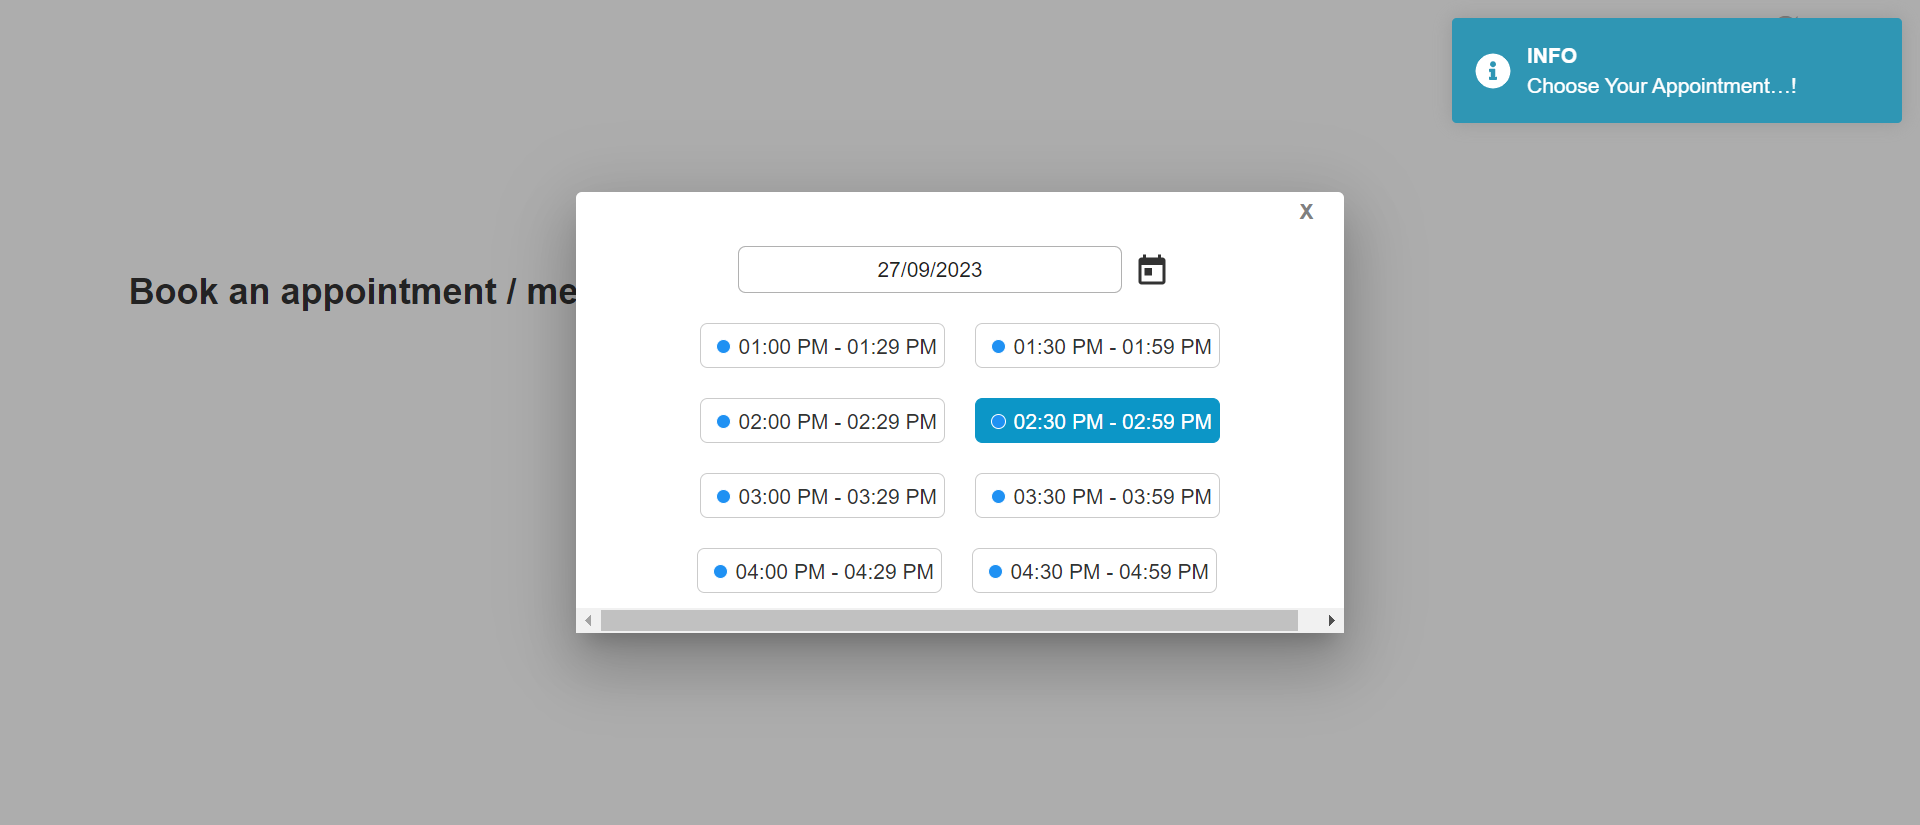 INFO
Choose Your Appointment...!
X
27/09/2023
Book an appointment / me
01:00 PM - 01:29 PM
01:30 PM - 01:59 PM
02:00 PM - 02:29 PM
02:30 PM - 02:59 PM
03:00 PM - 03:29 PM
03:30 PM - 03:59 PM
04:00 PM - 04:29 PM
04:30 PM - 04:59 PM